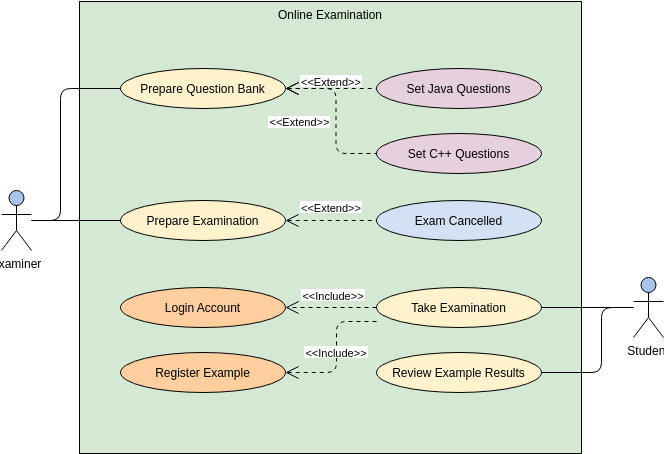 Online Examination
Prepare Question Bank
<<Extend>>
Set Java Questions
<<Extend>>
Set C++ Questions
Prepare Examination
<<Extend>>
Exam Cancelled
xaminer
Login Account
<<Include>>
Take Examination
Studen
Register Example
<<Include>>
Review Example Results